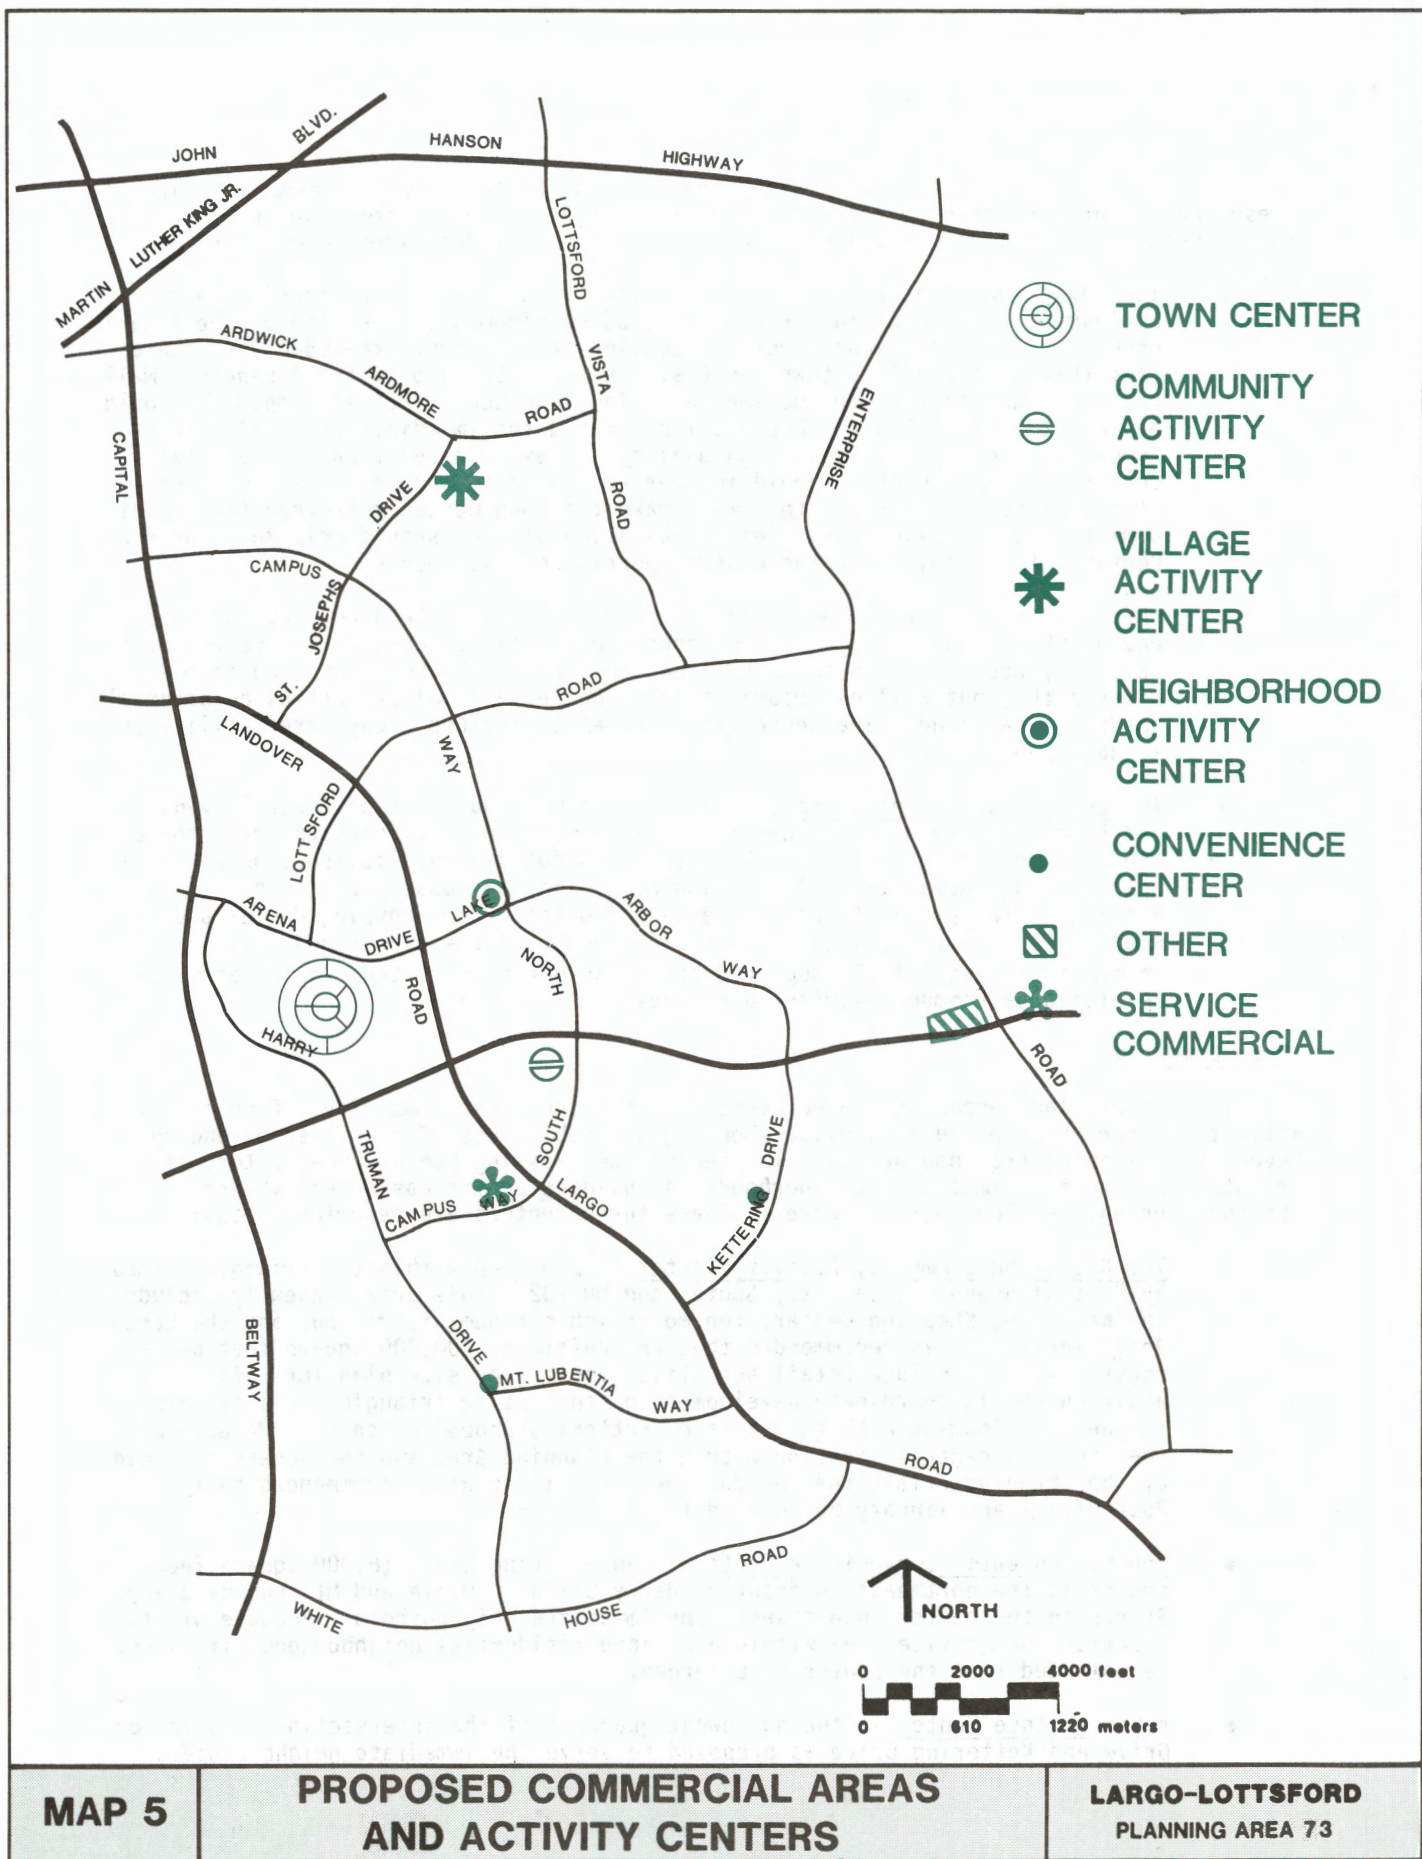 JOHN HANSON HIGHWAY
MARTIN LUTHER KING JR. BLVD.
LOTTSFORD VISTA ROAD
ARDWICK ARDMORE ROAD
ENTERPRISE ROAD
CAPITAL BELTWAY
ST. JOSEPHS DRIVE
CAMPUS WAY NORTH
LANDOVER ROAD
LOTTSFORD ROAD
ARENA DRIVE
LAKE ARBOR WAY
HARRY TRUMAN DRIVE
CAMPUS WAY SOUTH
LARGO ROAD
KETTERING DRIVE
MT. LUBENTIA WAY
WHITE HOUSE ROAD
TOWN CENTER
COMMUNITY
ACTIVITY
CENTER
VILLAGE
ACTIVITY
CENTER
NEIGHBORHOOD
ACTIVITY
CENTER
CONVENIENCE
CENTER
OTHER
SERVICE
COMMERCIAL
NORTH
0 2000 4000 feet
0 610 1220 meters
MAP 5
PROPOSED COMMERCIAL AREAS
AND ACTIVITY CENTERS
LARGO-LOTTSFORD
PLANNING AREA 73